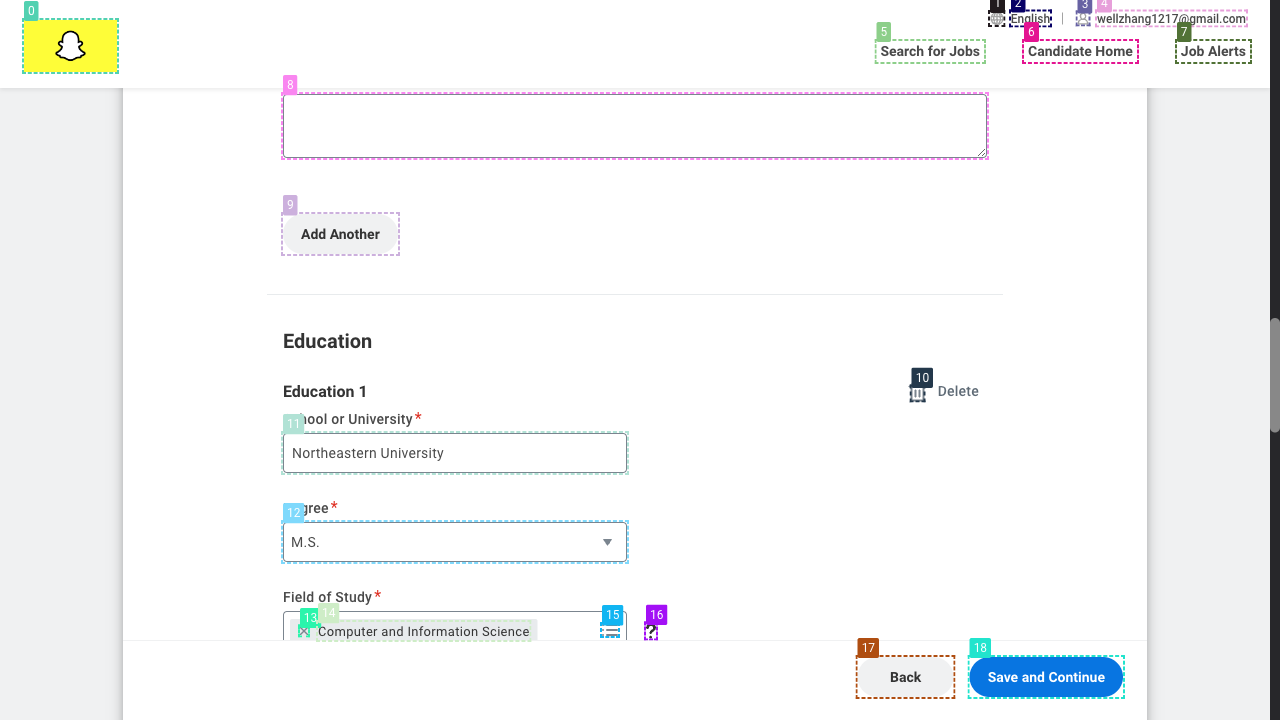 0
1
2
3
4
English
wellzhang1217@gmail.com
5
6
7
Search for Jobs
Candidate Home
Job Alerts
8
9
Add Another
Education
10
Education 1
Delete
11
ool or University*
Northeastern University
12
gree*
M.S.
Field of Study*
13
14
15
16
Computer and Information Science
?
17
18
Back
Save and Continue